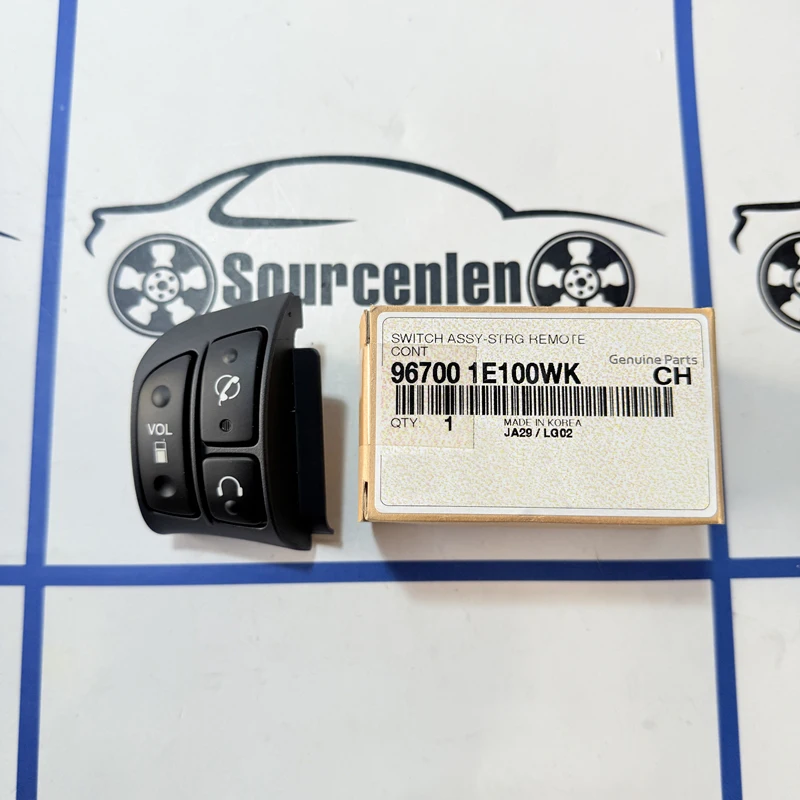 Sourcenlen
SWITCH ASSY-STRG REMOTE
CONT
Genuine Parts
96700 1E100WK CH
QTY 1
MADE IN KOREA
JA29 / LG02
VOL